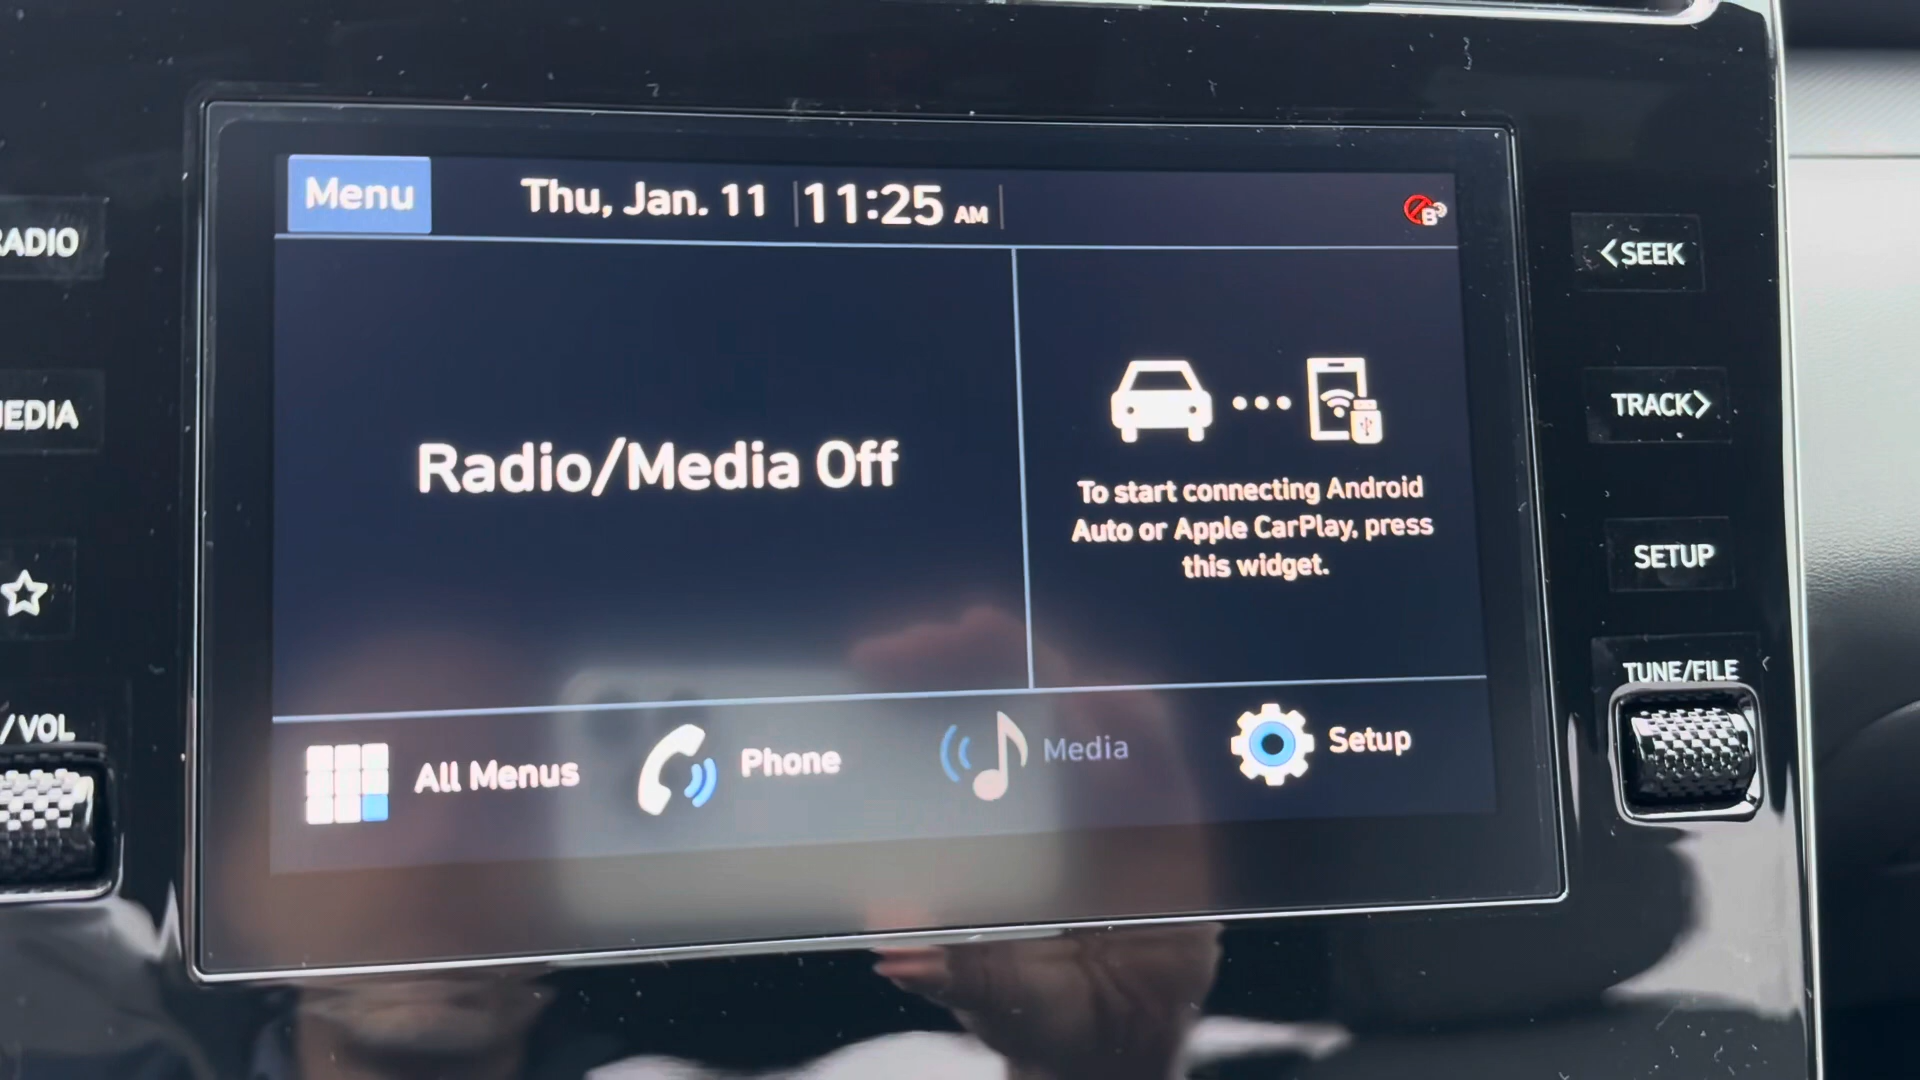 Menu
Thu, Jan. 11
11:25 AM
B
Radio/Media Off
To start connecting Android
Auto or Apple CarPlay, press
this widget.
All Menus
Phone
Media
Setup
RADIO
MEDIA
/VOL
<SEEK
TRACK>
SETUP
TUNE/FILE